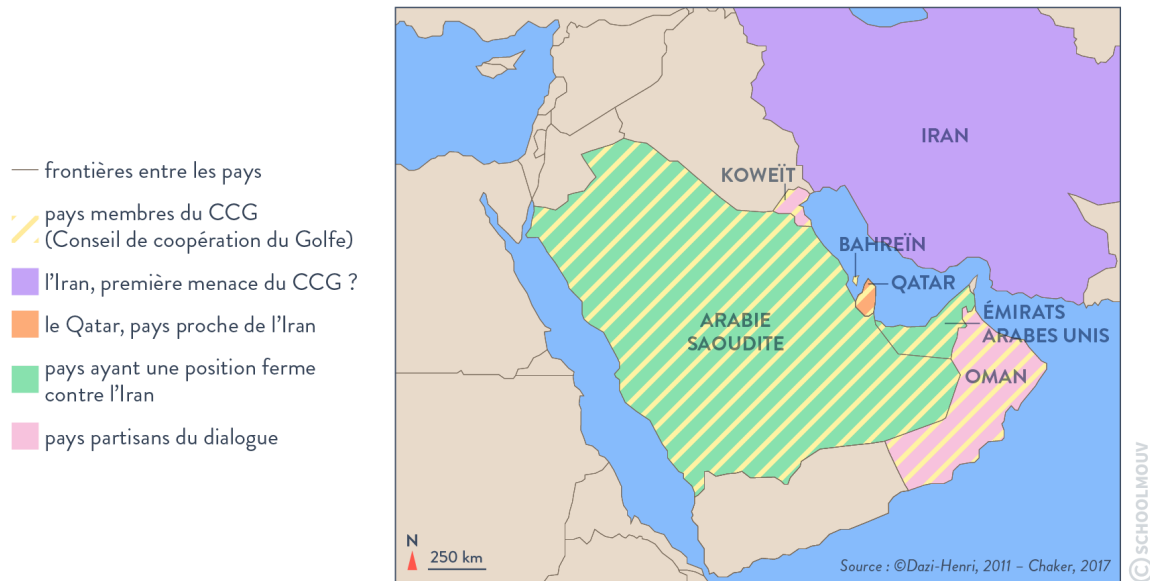 frontières entre les pays
pays membres du CCG
(Conseil de coopération du Golfe)
l'Iran, première menace du CCG ?
le Qatar, pays proche de l'Iran
pays ayant une position ferme
contre l'Iran
pays partisans du dialogue
IRAN
KOWEÏT
BAHREÏN
QATAR
ÉMIRATS
ARABES UNIS
ARABIE
SAOUDITE
OMAN
N
250 km
Source : ©Dazi-Henri, 2011 – Chaker, 2017
© SCHOOLMOUV